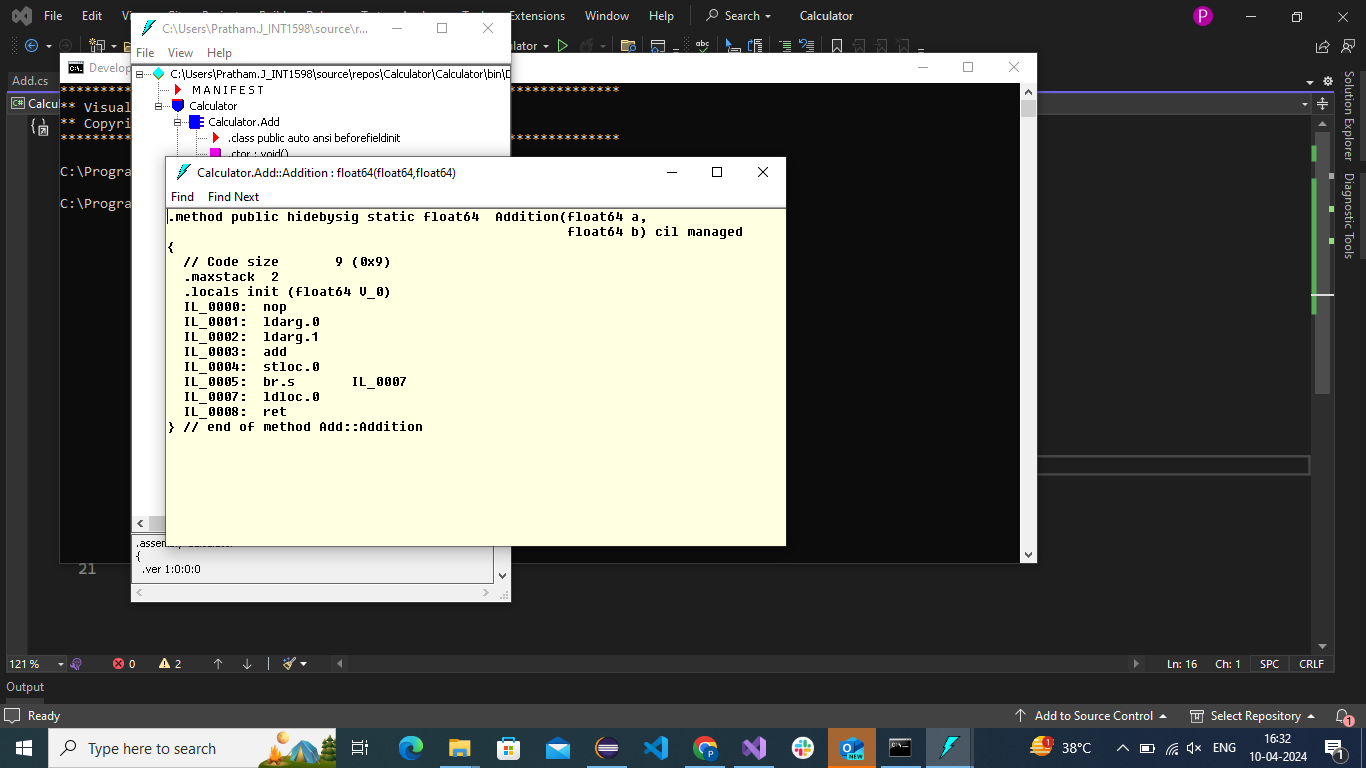 File Edit Extensions Window Help Search Calculator P
C:\Users\Pratham.J_INT1598\source\r...
File View Help
Add.cs
C:\Users\Pratham.J_INT1598\source\repos\Calculator\Calculator\bin\D
M A N I F E S T
Calculator
Calculator.Add
.class public auto ansi beforefieldinit
.ctor : void()
Develop
***************
** Visual
** Copyri
***************
C:\Progra
C:\Progra
C# Calcu
Calculator.Add::Addition : float64(float64,float64)
Find Find Next
.method public hidebysig static float64  Addition(float64 a,
float64 b) cil managed
{
// Code size       9 (0x9)
.maxstack  2
.locals init (float64 V_0)
IL_0000:  nop
IL_0001:  ldarg.0
IL_0002:  ldarg.1
IL_0003:  add
IL_0004:  stloc.0
IL_0005:  br.s       IL_0007
IL_0007:  ldloc.0
IL_0008:  ret
} // end of method Add::Addition
{
.ver 1:0:0:0
21
Solution Explorer
Diagnostic Tools
121 % 0 2 Ln: 16 Ch: 1 SPC CRLF
Output
Ready Add to Source Control Select Repository 1
Type here to search 38°C ENG 16:32
10-04-2024